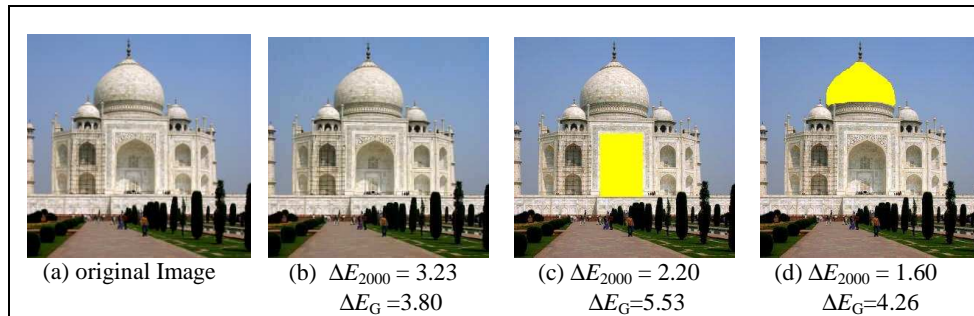 (a) original Image
(b) ΔE2000 = 3.23
ΔEG =3.80
(c) ΔE2000 = 2.20
ΔEG=5.53
(d) ΔE2000 = 1.60
ΔEG=4.26